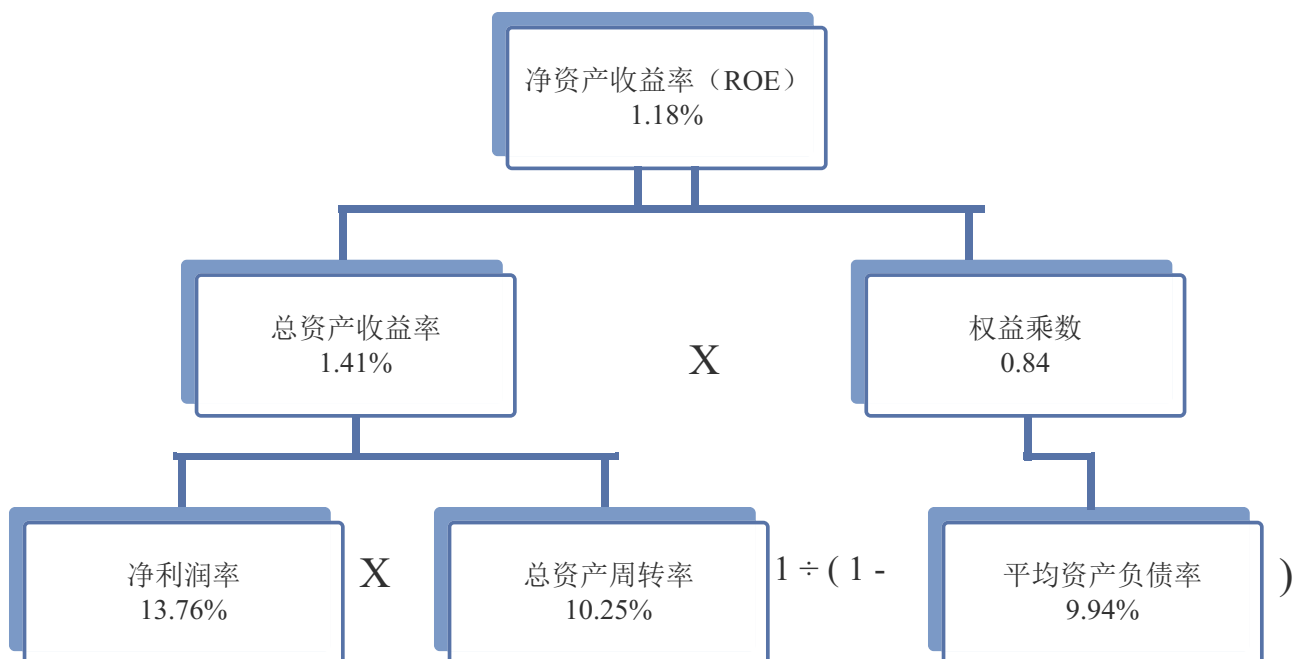 净资产收益率（ROE）
1.18%
总资产收益率
1.41%
X
权益乘数
0.84
净利润率
13.76%
X
总资产周转率
10.25%
1 ÷ ( 1 -
平均资产负债率
9.94%
)